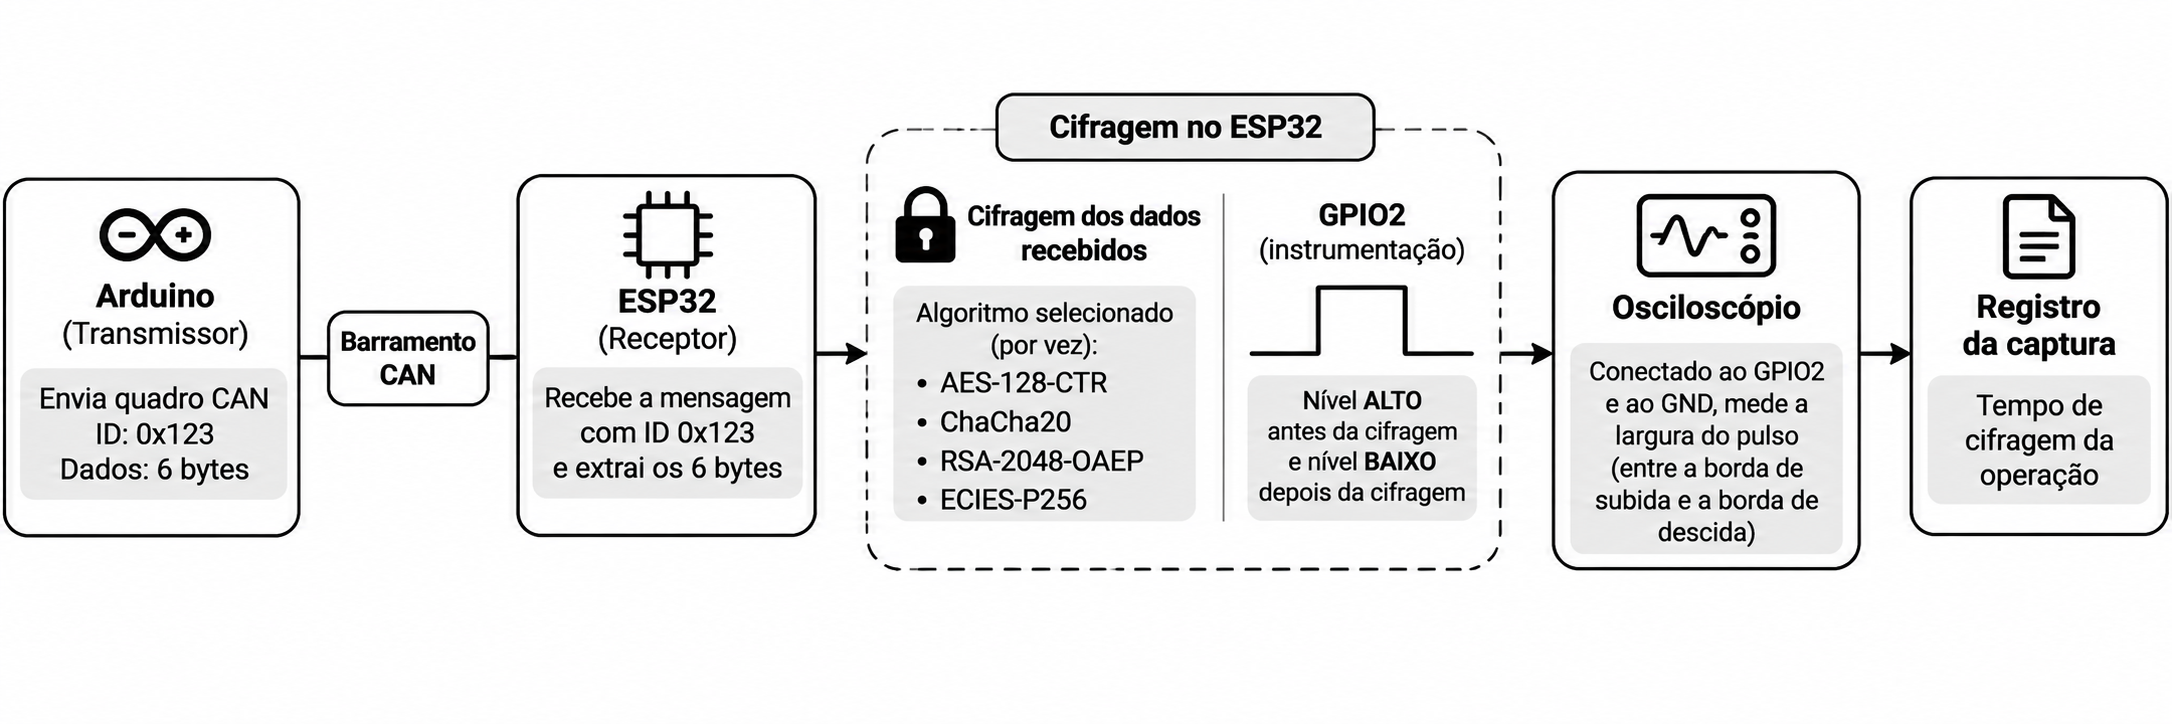 Arduino
(Transmissor)
Envia quadro CAN
ID: 0x123
Dados: 6 bytes
Barramento
CAN
ESP32
(Receptor)
Recebe a mensagem
com ID 0x123
e extrai os 6 bytes
Cifragem no ESP32
Cifragem dos dados
recebidos
Algoritmo selecionado
(por vez):
• AES-128-CTR
• ChaCha20
• RSA-2048-OAEP
• ECIES-P256
GPIO2
(instrumentação)
Nível ALTO
antes da cifragem
e nível BAIXO
depois da cifragem
Osciloscópio
Conectado ao GPIO2
e ao GND, mede a
largura do pulso
(entre a borda de
subida e a borda de
descida)
Registro
da captura
Tempo de
cifragem da
operação